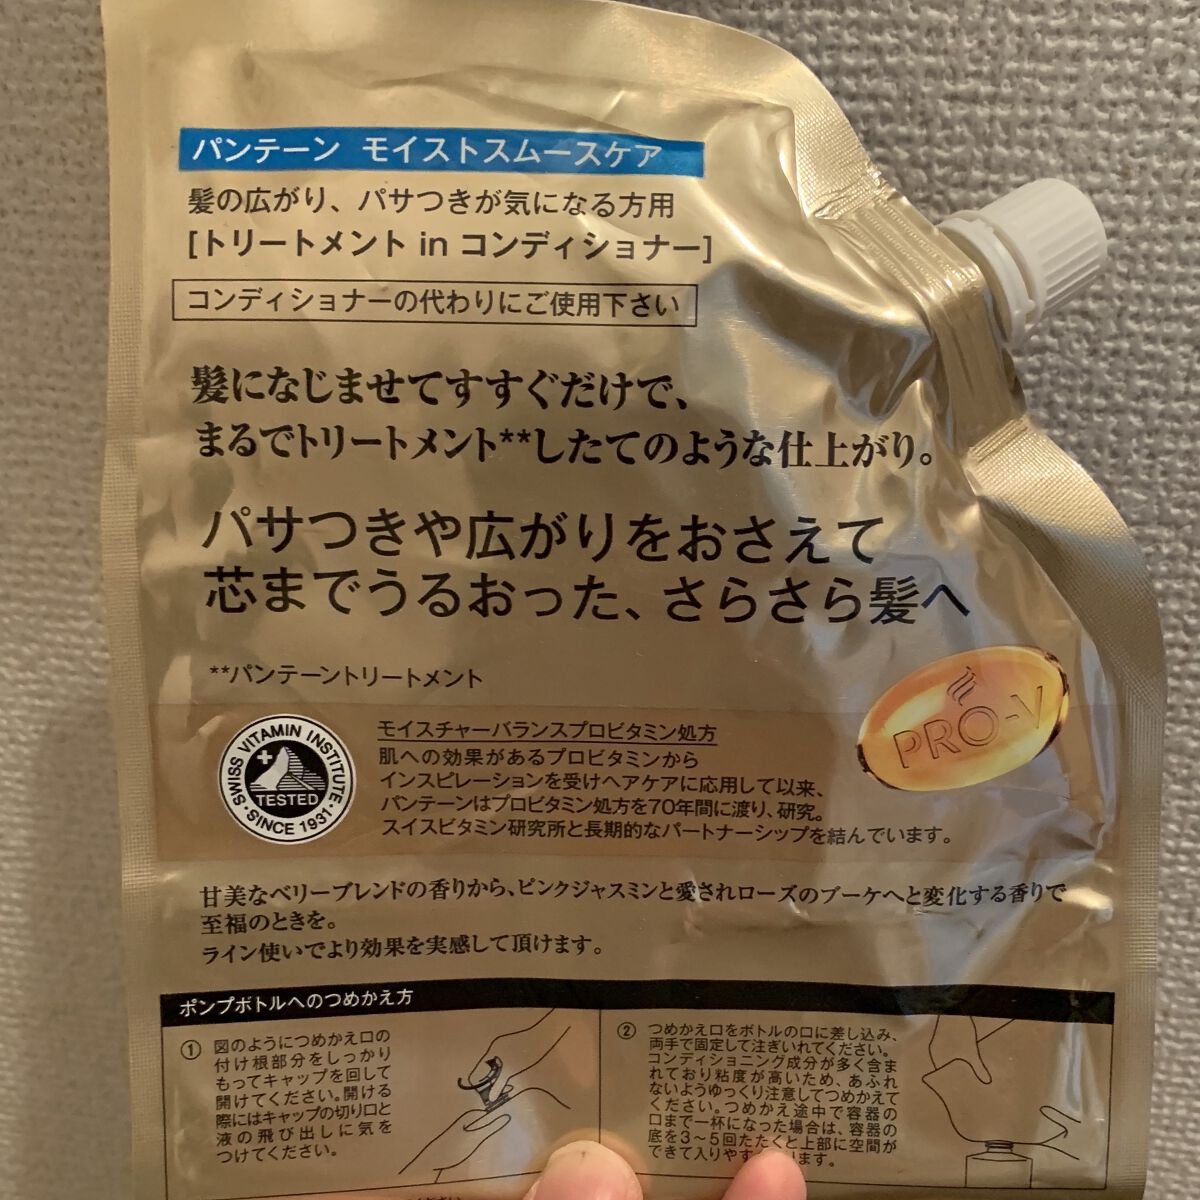 パンテーン モイストスムースケア
髪の広がり、パサつきが気になる方用
[トリートメント in コンディショナー]
コンディショナーの代わりにご使用下さい
髪になじませてすすぐだけで、
まるでトリートメント**したてのような仕上がり。
パサつきや広がりをおさえて
芯までうるおった、さらさら髪へ
**パンテーントリートメント
PRO-V
SWISS VITAMIN INSTITUTE
TESTED
SINCE 1931
モイスチャーバランスプロビタミン処方
肌への効果があるプロビタミンから
インスピレーションを受けヘアケアに応用して以来、
パンテーンはプロビタミン処方を70年間に渡り、研究。
スイスビタミン研究所と長期的なパートナーシップを結んでいます。
甘美なベリーブレンドの香りから、ピンクジャスミンと愛されローズのブーケへと変化する香りで
至福のときを。
ライン使いでより効果を実感して頂けます。
ポンプボトルへのつめかえ方
① 図のようにつめかえ口の
付け根部分をしっかり
もってキャップを回して
開けてください。開ける
際にはキャップの切り口と
液の飛び出しに気を
つけてください。
② つめかえ口をボトルの口に差し込み、
両手で固定して注ぎいれてください。
コンディショニング成分が多く含ま
れており粘度が高いため、あふれ
ないようゆっくり注意してつめかえて
ください。つめかえ途中で容器の
口まで一杯になった場合は、容器の
底を3～5回たたくと上部に空間が
できて入りやす
ます。